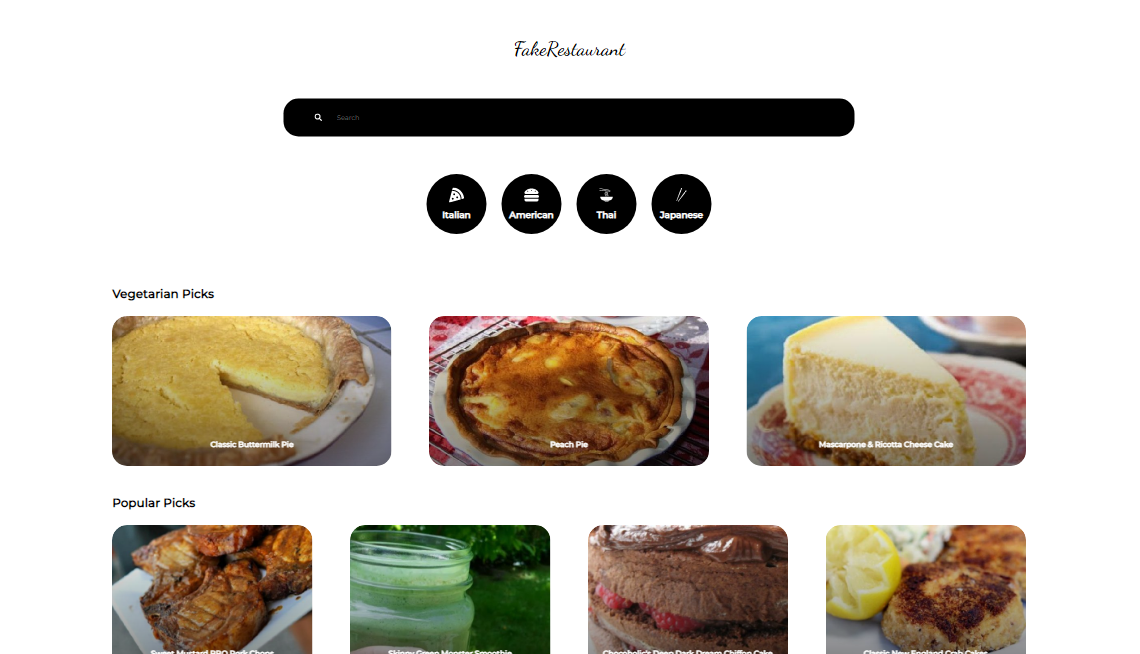 FakeRestaurant
Search
Italian
American
Thai
Japanese
Vegetarian Picks
Classic Buttermilk Pie
Peach Pie
Mascarpone & Ricotta Cheese Cake
Popular Picks
Sweet Mustard BBQ Pork Chops
Skinny Green Monster Smoothie
Chocoholic's Deep Dark Dream Chiffon Cake
Classic New England Crab Cakes